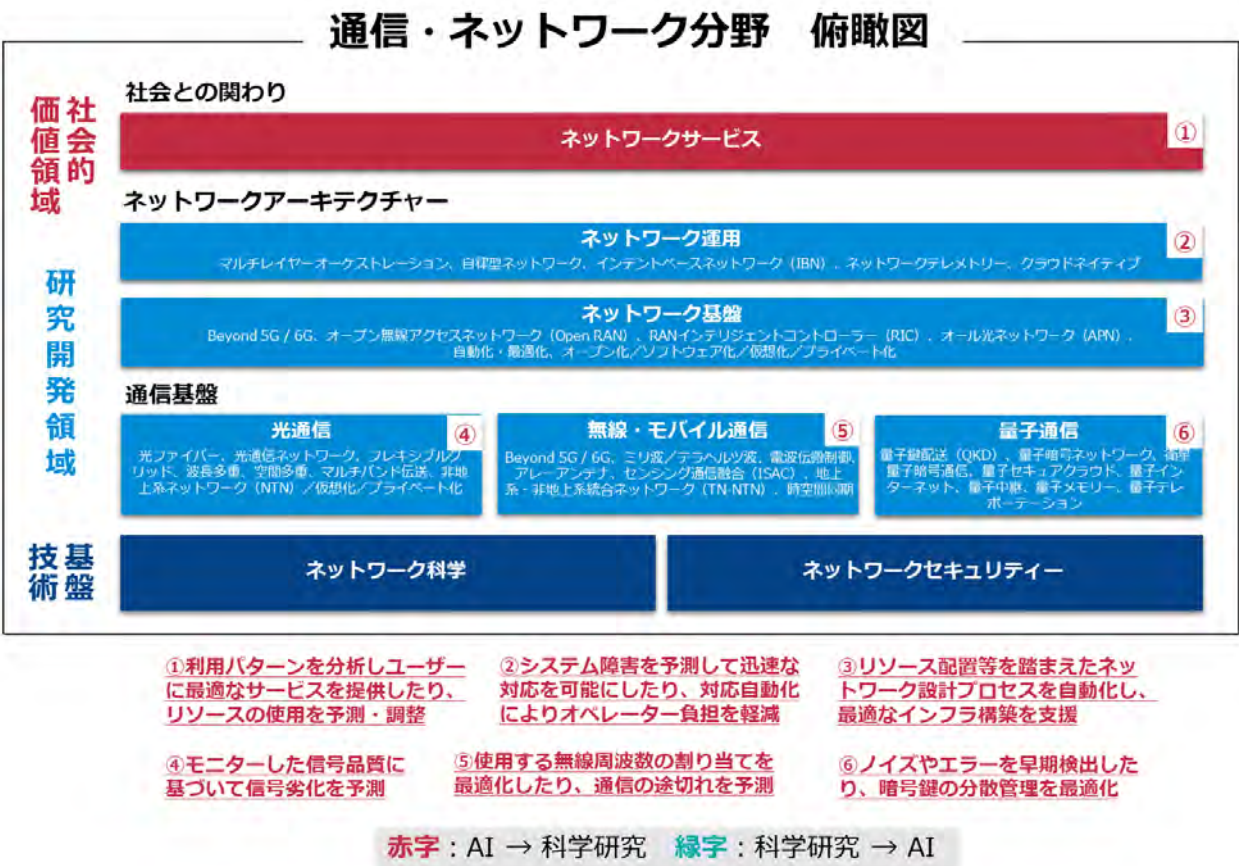 通信・ネットワーク分野　俯瞰図
社会的
価値領域
社会との関わり
ネットワークサービス
①
ネットワークアーキテクチャー
研究開発領域
ネットワーク運用
②
マルチレイヤーオーケストレーション、自律型ネットワーク、インテントベースネットワーク（IBN）、ネットワークテレメトリー、クラウドネイティブ
ネットワーク基盤
③
Beyond 5G / 6G、オープン無線アクセスネットワーク（Open RAN）、RANインテリジェントコントローラー（RIC）、オール光ネットワーク（APN）、
自動化・最適化、オープン化／ソフトウェア化／仮想化／プライベート化
通信基盤
光通信
④
光ファイバー、光通信ネットワーク、フレキシブルグ
リッド、波長多重、空間多重、マルチバンド伝送、非地
上系ネットワーク（NTN）／仮想化／プライベート化
無線・モバイル通信
⑤
Beyond 5G / 6G、ミリ波／テラヘルツ波、電波伝搬制御、
アレーアンテナ、センシング通信融合（ISAC）、地上
系・非地上系統合ネットワーク（TN-NTN）、時空間同期
量子通信
⑥
量子鍵配送（QKD）、量子暗号ネットワーク、衛星
量子暗号通信、量子セキュアクラウド、量子イン
ターネット、量子中継、量子メモリー、量子テレ
ポーテーション
基盤
技術
ネットワーク科学
ネットワークセキュリティー
①利用パターンを分析しユーザー
に最適なサービスを提供したり、
リソースの使用を予測・調整
②システム障害を予測して迅速な
対応を可能にしたり、対応自動化
によりオペレーター負担を軽減
③リソース配置等を踏まえたネッ
トワーク設計プロセスを自動化し、
最適なインフラ構築を支援
④モニターした信号品質に
基づいて信号劣化を予測
⑤使用する無線周波数の割り当てを
最適化したり、通信の途切れを予測
⑥ノイズやエラーを早期検出した
り、暗号鍵の分散管理を最適化
赤字：AI → 科学研究　緑字：科学研究 → AI